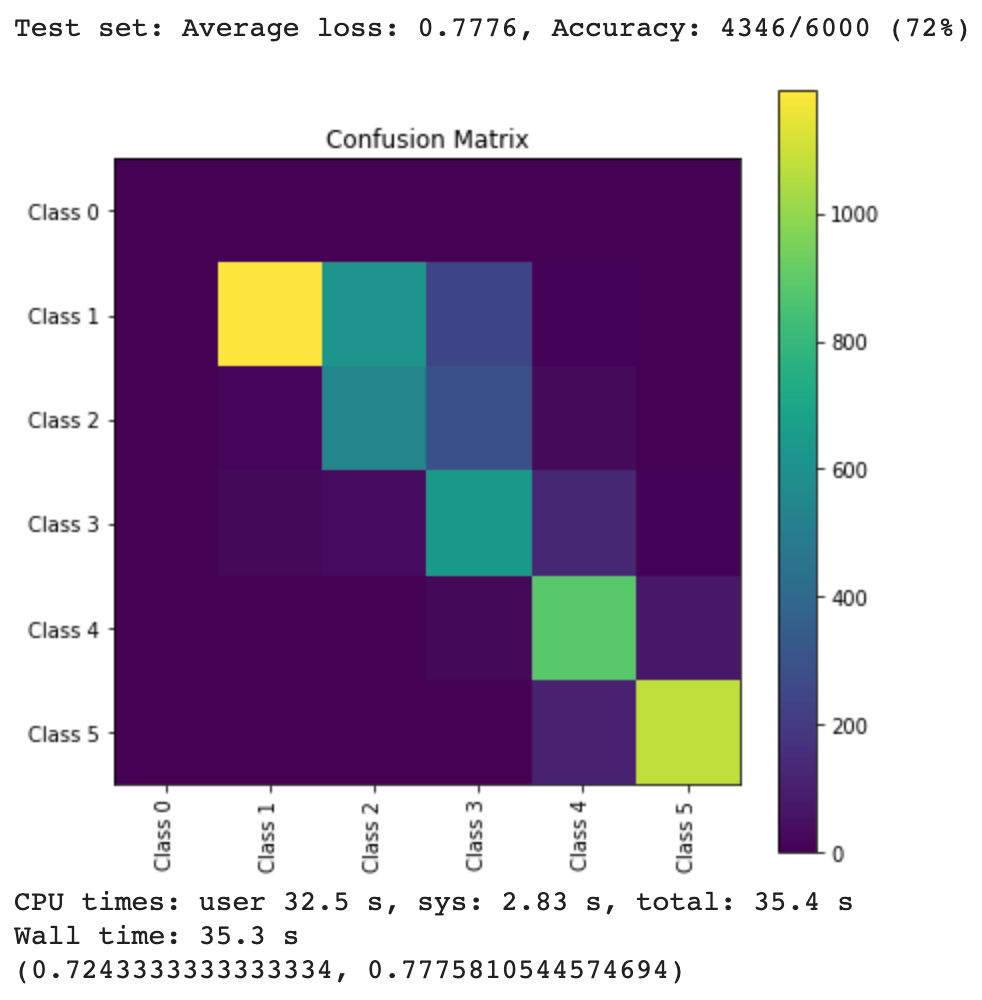 Test set: Average loss: 0.7776, Accuracy: 4346/6000 (72%)
Confusion Matrix
Class 0
Class 1
Class 2
Class 3
Class 4
Class 5
Class 0
Class 1
Class 2
Class 3
Class 4
Class 5
1000
800
600
400
200
0
CPU times: user 32.5 s, sys: 2.83 s, total: 35.4 s
Wall time: 35.3 s
(0.7243333333333334, 0.7775810544574694)